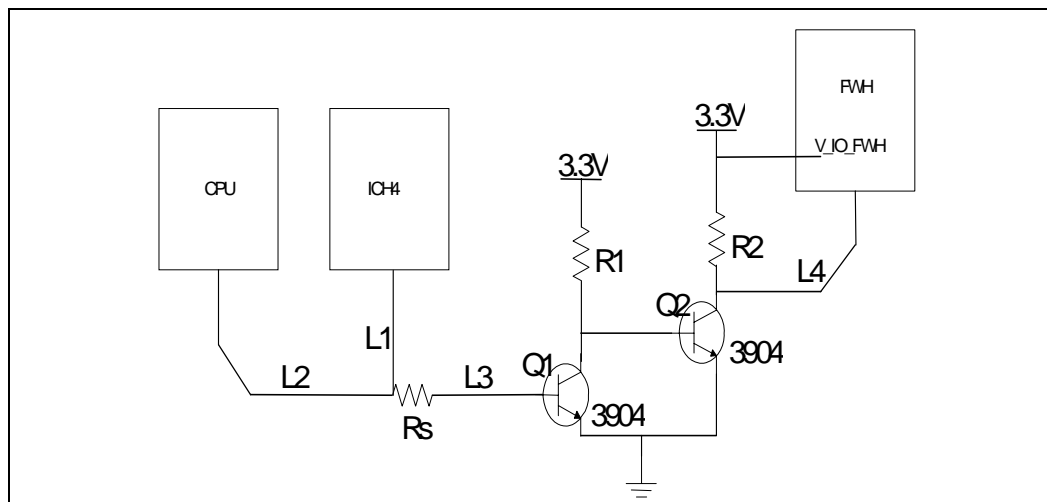 FWH
3.3V
V_IO_FWH
3.3V
CPU
ICH4
R1
R2
L4
Q2
L1
3904
L2
L3
Q1
Rs
3904